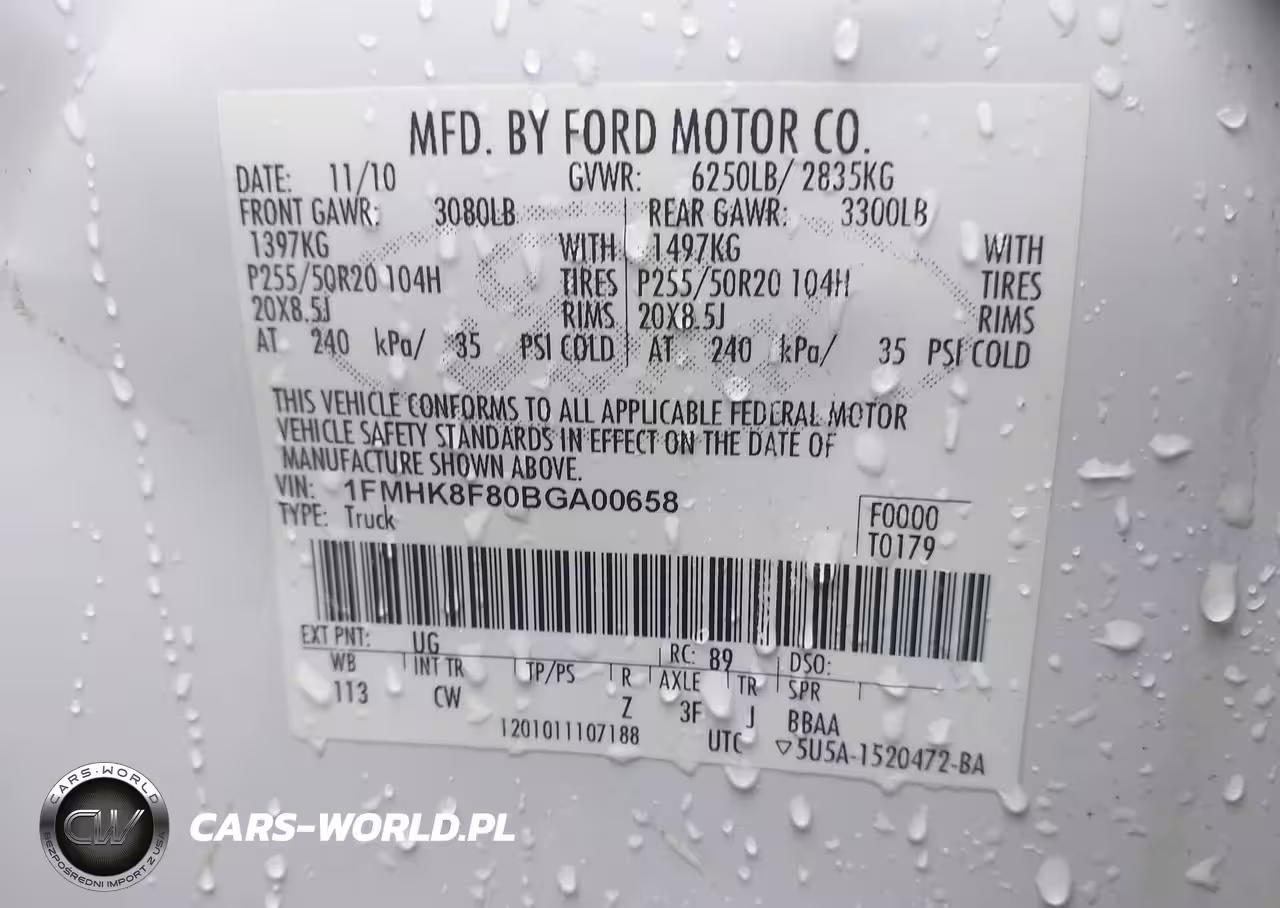 MFD. BY FORD MOTOR CO.
DATE: 11/10 GVWR: 6250LB/ 2835KG
FRONT GAWR: 3080LB REAR GAWR: 3300LB
1397KG WITH 1497KG WITH
P255/50R20 104H TIRES P255/50R20 104H TIRES
20X8.5J RIMS 20X8.5J RIMS
AT 240 kPa/ 35 PSI COLD AT 240 kPa/ 35 PSI COLD
THIS VEHICLE CONFORMS TO ALL APPLICABLE FEDERAL MOTOR
VEHICLE SAFETY STANDARDS IN EFFECT ON THE DATE OF
MANUFACTURE SHOWN ABOVE.
VIN: 1FMHK8F80BGA00658
TYPE: Truck
F0000
T0179
EXT PNT: UG RC: 89 DSO:
WB INT TR TP/PS R AXLE TR SPR
113 CW Z 3F J BBAA
1201011107188 UTC ▽5U5A-1520472-BA
CARS-WORLD
CW
BEZPOŚREDNI IMPORT Z USA
CARS-WORLD.PL